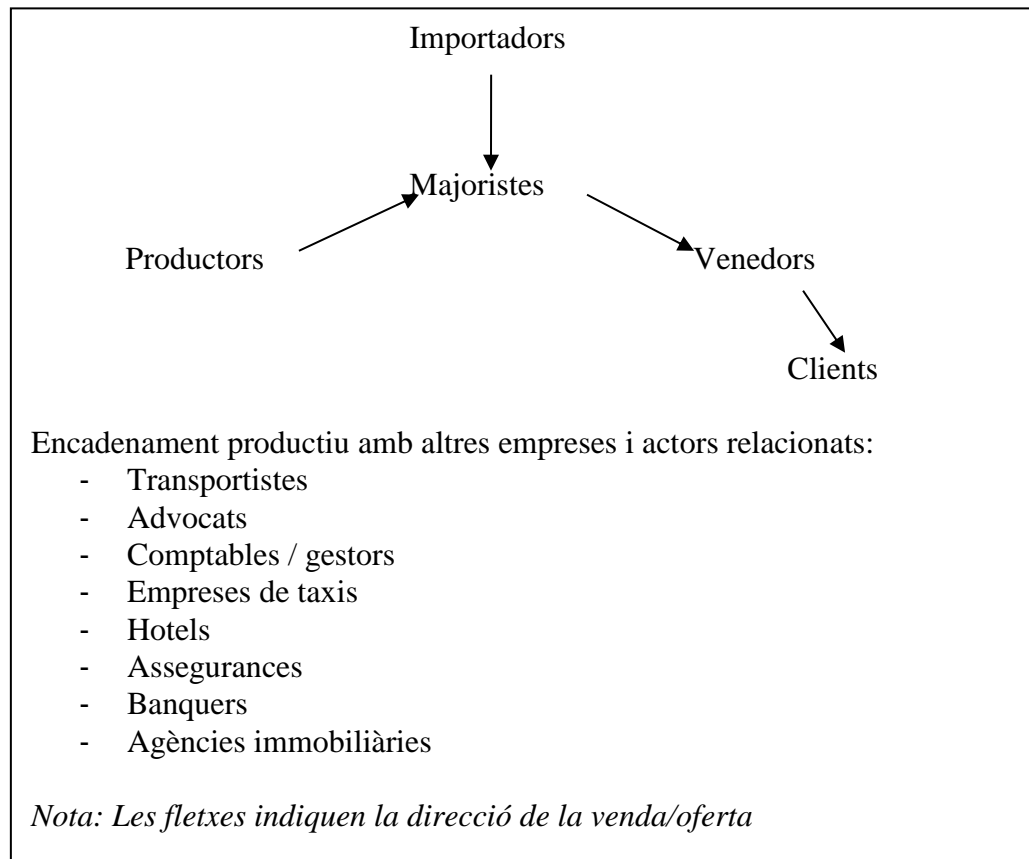 Importadors
Majoristes
Productors
Venedors
Clients
Encadenament productiu amb altres empreses i actors relacionats:
- Transportistes
- Advocats
- Comptables / gestors
- Empreses de taxis
- Hotels
- Assegurances
- Banquers
- Agències immobiliàries
Nota: Les fletxes indiquen la direcció de la venda/oferta